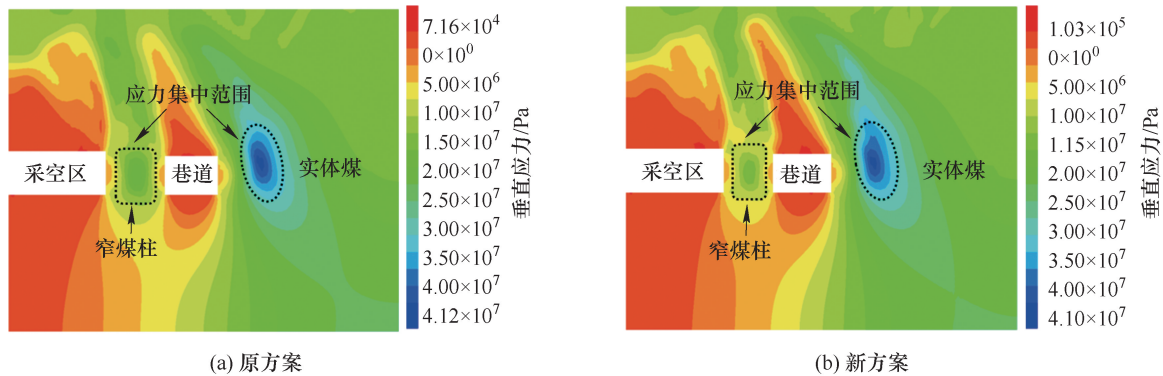 7.16×10⁴
0×10⁰
5.00×10⁶
1.00×10⁷
1.50×10⁷
2.00×10⁷
2.50×10⁷
3.00×10⁷
3.50×10⁷
4.00×10⁷
4.12×10⁷
垂直应力/Pa
应力集中范围
采空区
巷道
实体煤
窄煤柱
(a) 原方案
1.03×10⁵
0×10⁰
5.00×10⁶
1.00×10⁷
1.15×10⁷
2.00×10⁷
2.50×10⁷
3.00×10⁷
3.50×10⁷
4.00×10⁷
4.10×10⁷
垂直应力/Pa
应力集中范围
采空区
巷道
实体煤
窄煤柱
(b) 新方案